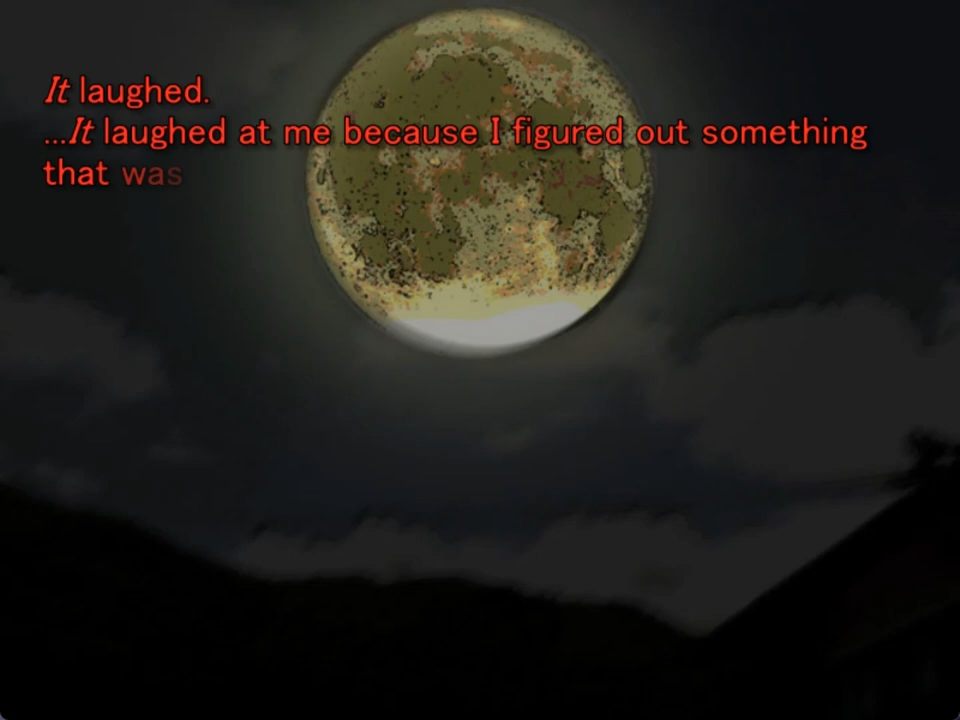 It laughed.
...It laughed at me because I figured out something
that was